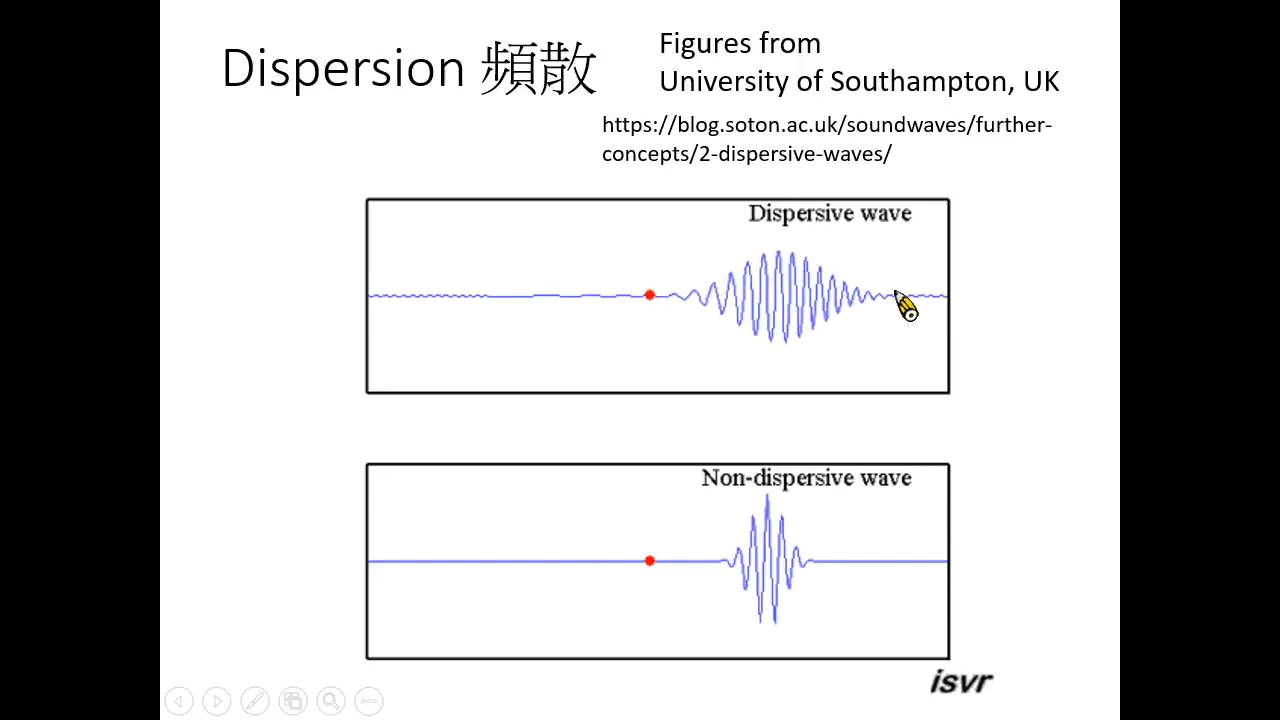 Dispersion 頻散
Figures from
University of Southampton, UK
https://blog.soton.ac.uk/soundwaves/further-
concepts/2-dispersive-waves/
Dispersive wave
Non-dispersive wave
isvr